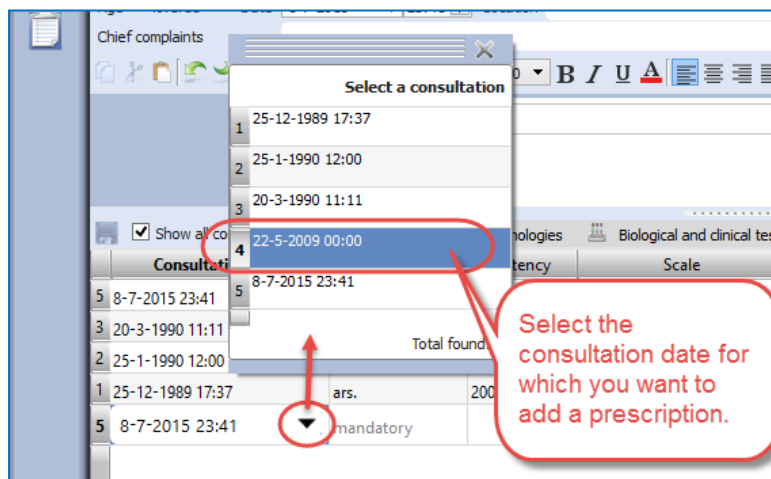 Chief complaints
B I U A
Select a consultation
1 25-12-1989 17:37
2 25-1-1990 12:00
3 20-3-1990 11:11
4 22-5-2009 00:00
5 8-7-2015 23:41
Total found
Show all co
Biological and clinical tes
Consultati
Scale
5 8-7-2015 23:41
3 20-3-1990 11:11
2 25-1-1990 12:00
1 25-12-1989 17:37 ars. 200
5 8-7-2015 23:41 mandatory
Select the
consultation date for
which you want to
add a prescription.